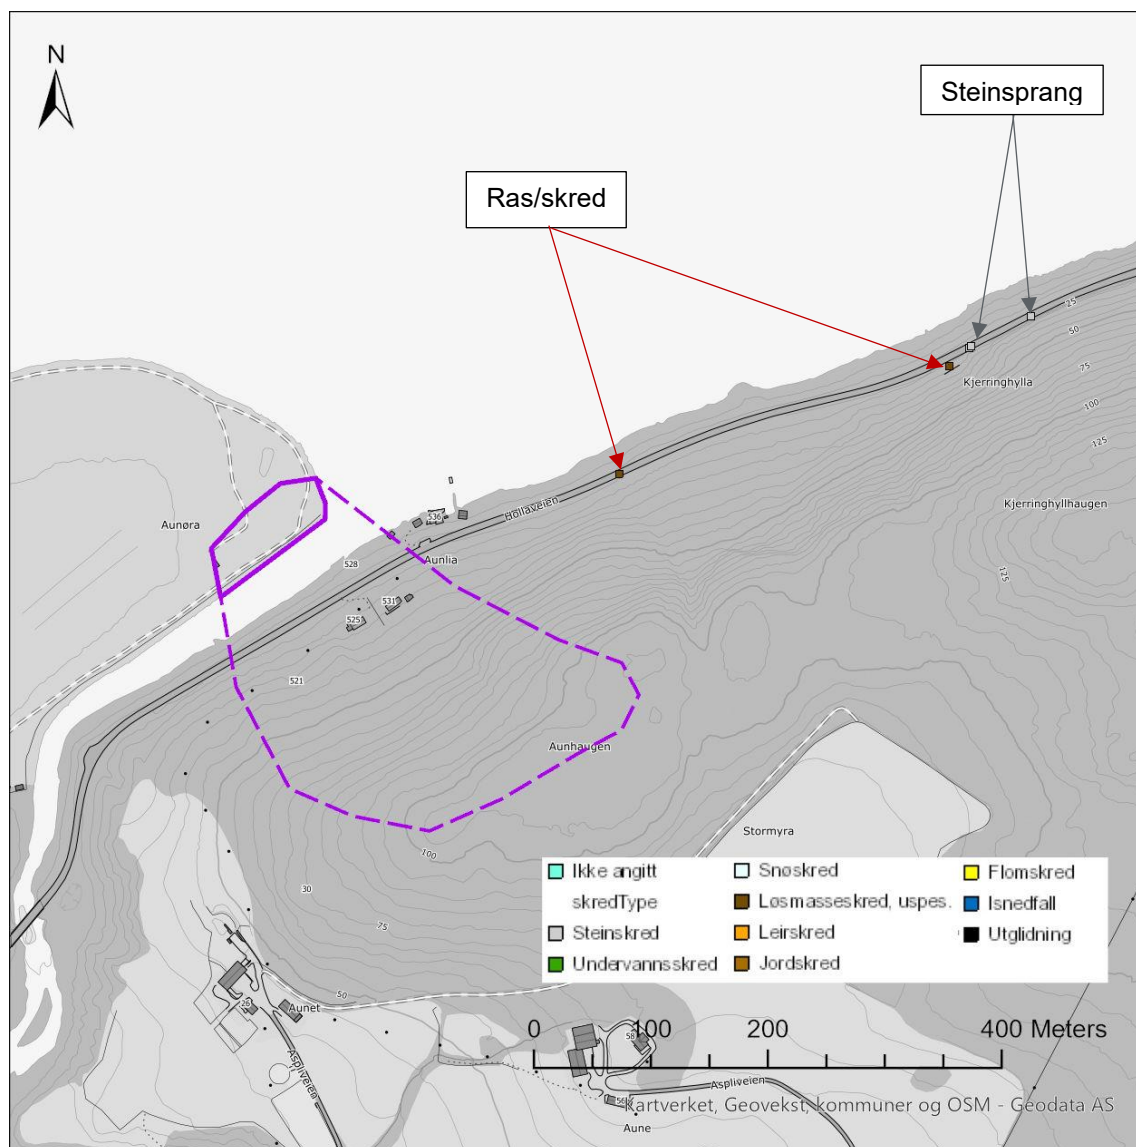 N
Steinsprang
Ras/skred
25
50
Kjerringhylla
75
100
125
Kjerringhyllhaugen
125
Hollaveien
536
Aunøra
528
Aunlia
531
525
521
Aunhaugen
Stormyra
100
30
75
50
Ikke angitt
skredType
Steinskred
Undervannsskred
Snøskred
Løsmasseskred, uspes.
Leirskred
Jordskred
Flomskred
Isnedfall
Utglidning
26
Aunet
Aspliveien
0 100 200 400 Meters
58
Aspliveien
56
Kartverket, Geovekst, kommuner og OSM - Geodata AS
Aune